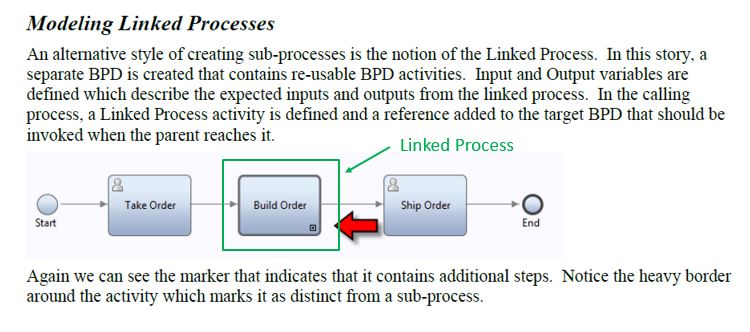 Modeling Linked Processes
An alternative style of creating sub-processes is the notion of the Linked Process. In this story, a
separate BPD is created that contains re-usable BPD activities. Input and Output variables are
defined which describe the expected inputs and outputs from the linked process. In the calling
process, a Linked Process activity is defined and a reference added to the target BPD that should be
invoked when the parent reaches it.
Linked Process
Take Order
Build Order
Ship Order
Start
End
Again we can see the marker that indicates that it contains additional steps. Notice the heavy border
around the activity which marks it as distinct from a sub-process.